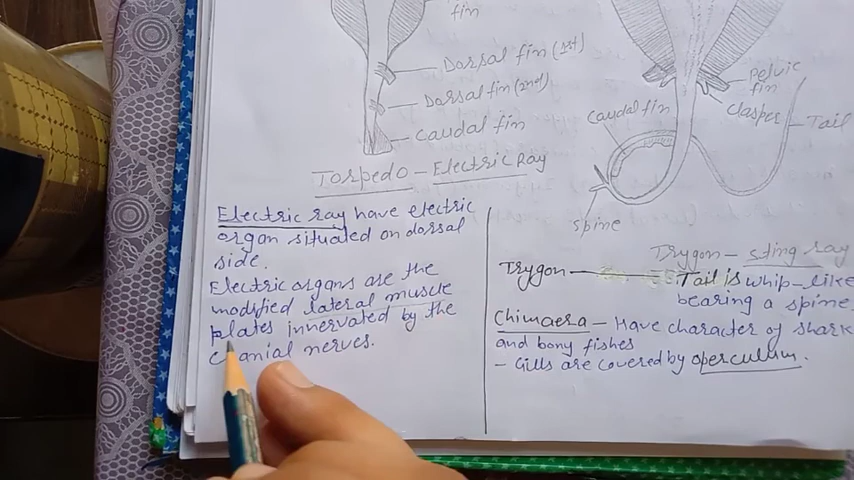 fin
Dorsal fin (1st)
Dorsal fin (2nd)
Caudal fin
Torpedo - Electric Ray
Pelvic
fin
Clasper
Caudal fin
Tail
Spine
Trygon - sting ray
Electric ray have electric
organ situated on dorsal
side.
Electric organs are the
modified lateral muscle
plates innervated by the
cranial nerves.
Trygon — Tail is whip-like
bearing a spine.
Chimaera - Have character of shark
and bony fishes
- Gills are covered by operculum.